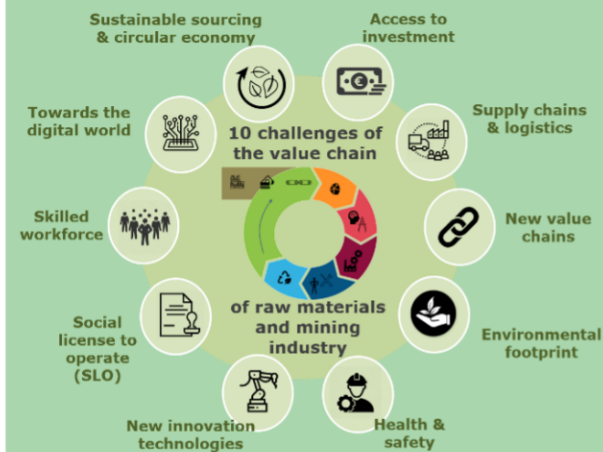 Sustainable sourcing
& circular economy
Access to
investment
Towards the
digital world
Supply chains
& logistics
10 challenges of
the value chain
Skilled
workforce
New value
chains
of raw materials
and mining
industry
Social
license to
operate
(SLO)
Environmental
footprint
New innovation
technologies
Health &
safety